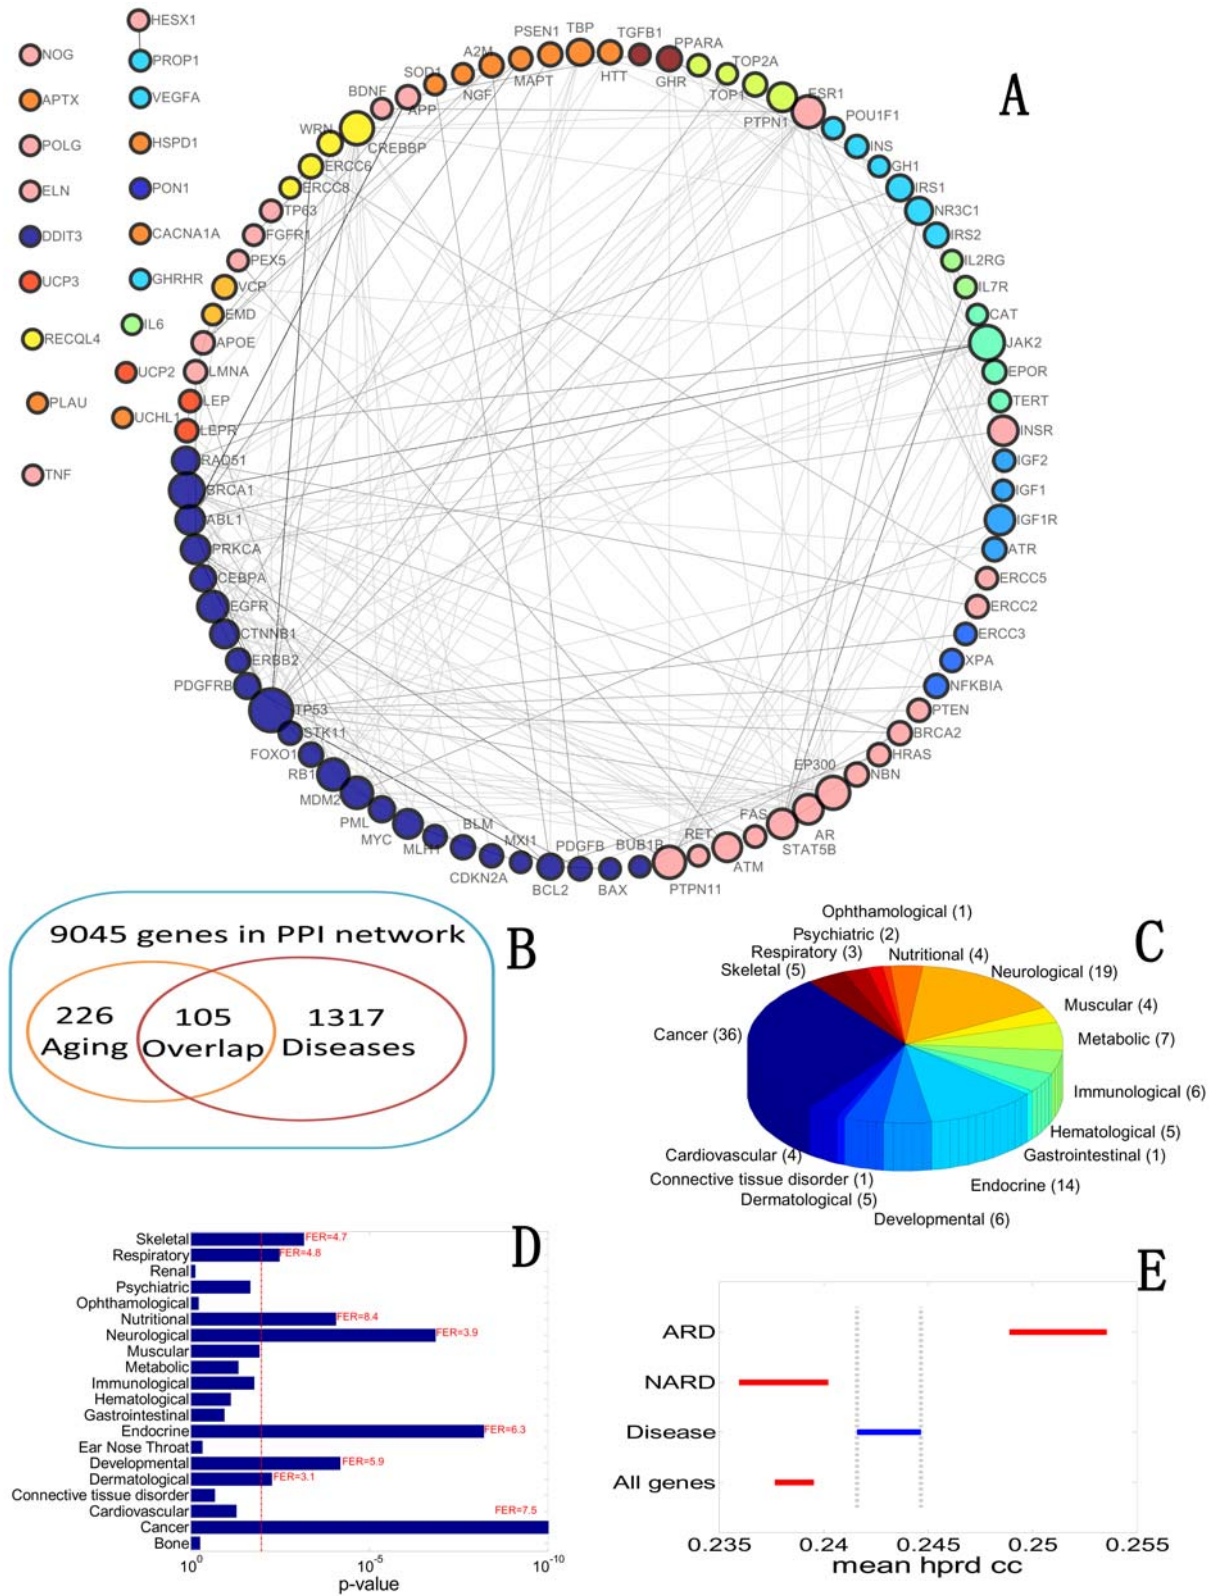 HESX1
NOG
PROP1
APTX
VEGFA
POLG
HSPD1
ELN
PON1
DDIT3
CACNA1A
UCP3
GHRHR
RECQL4
IL6
UCP2
PLAU
UCHL1
TNF
A
TBP
PSEN1
TGFB1
A2M
PPARA
SOD1
TOP2A
BDNF
NGF
MAPT
HTT
GHR
TOP1
ESR1
APP
PTPN1
WRN
CREBBP
POU1F1
INS
ERCC6
GH1
ERCC8
IRS1
TP63
NR3C1
FGFR1
IRS2
PEX5
IL2RG
VCP
IL7R
EMD
CAT
APOE
JAK2
LMNA
EPOR
LEP
TERT
LEPR
INSR
RAD51
IGF2
BRCA1
IGF1
ABL1
IGF1R
PRKCA
ATR
CEBPA
ERCC5
EGFR
ERCC2
CTNNB1
ERCC3
ERBB2
XPA
PDGFRB
NFKBIA
TP53
PTEN
STK11
BRCA2
FOXO1
HRAS
RB1
EP300
NBN
MDM2
PML
FAS
AR
MYC
BLM
RET
STAT5B
MLH1
MXI1
PDGFB
BUB1B
ATM
CDKN2A
BCL2
BAX
PTPN11
B
9045 genes in PPI network
226
105
1317
Aging
Overlap
Diseases
C
Ophthamological (1)
Psychiatric (2)
Respiratory (3)
Nutritional (4)
Skeletal (5)
Neurological (19)
Muscular (4)
Cancer (36)
Metabolic (7)
Immunological (6)
Hematological (5)
Cardiovascular (4)
Gastrointestinal (1)
Connective tissue disorder (1)
Endocrine (14)
Dermatological (5)
Developmental (6)
D
Skeletal FER=4.7
Respiratory FER=4.8
Renal
Psychiatric
Ophthamological
Nutritional FER=8.4
Neurological FER=3.9
Muscular
Metabolic
Immunological
Hematological
Gastrointestinal
Endocrine FER=6.3
Ear Nose Throat
Developmental FER=5.9
Dermatological FER=3.1
Connective tissue disorder
Cardiovascular FER=7.5
Cancer
Bone
10^0 10^-5 10^-10
p-value
E
ARD
NARD
Disease
All genes
0.235 0.24 0.245 0.25 0.255
mean hprd cc